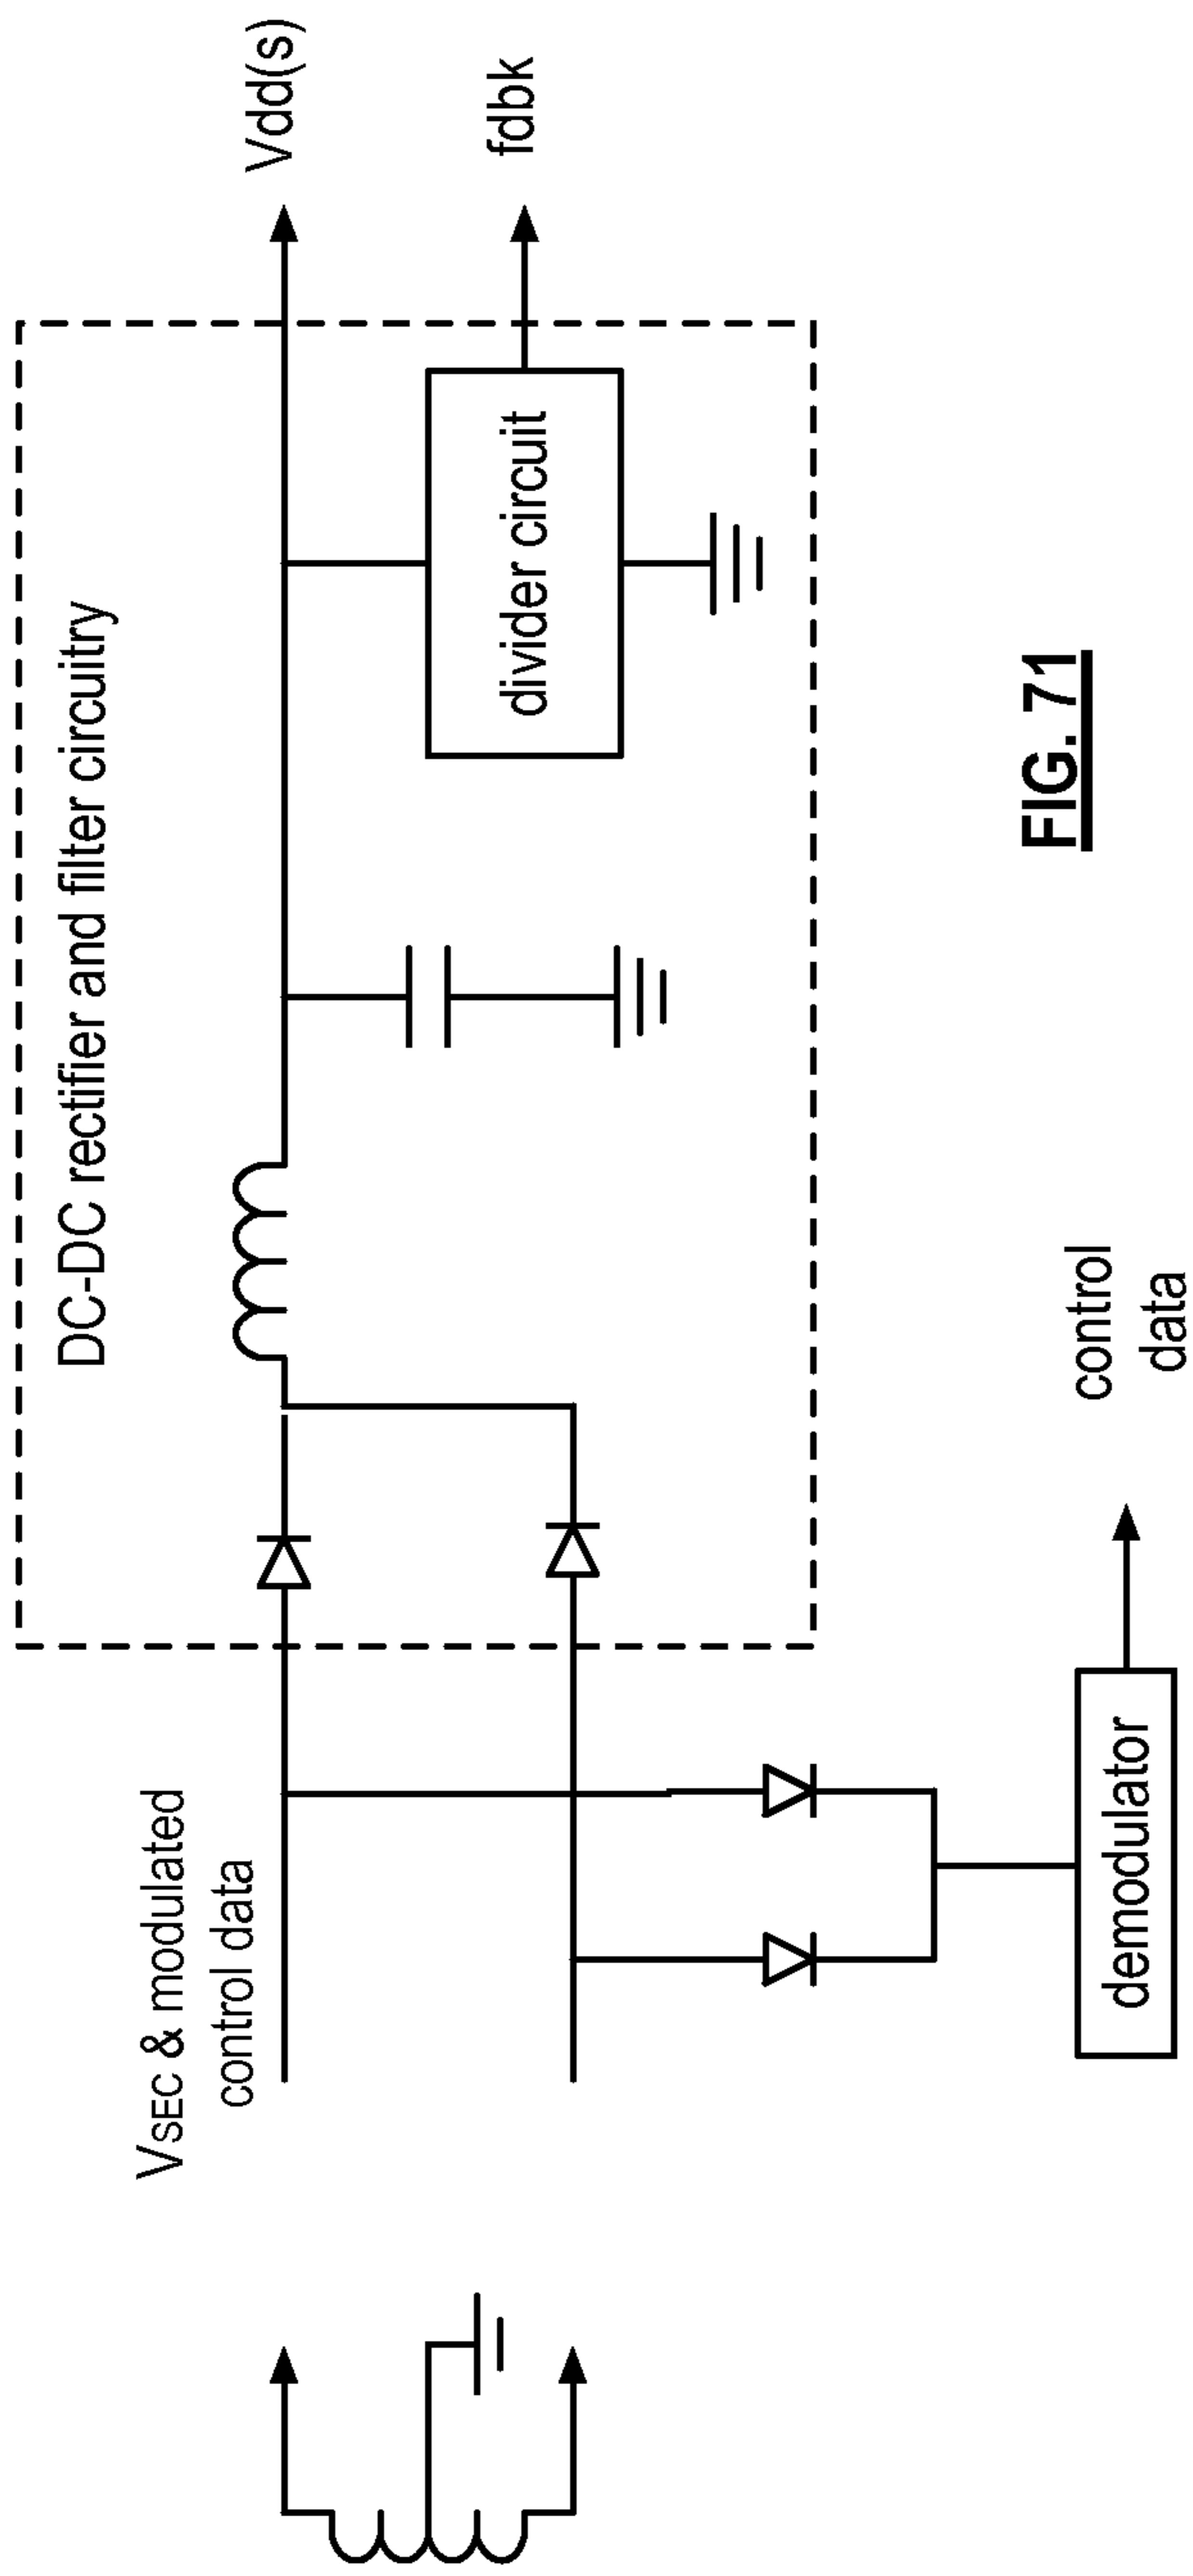 DC-DC rectifier and filter circuitry
VSEC & modulated
control data
Vdd(s)
fdbk
divider circuit
demodulator
control
data
FIG. 71